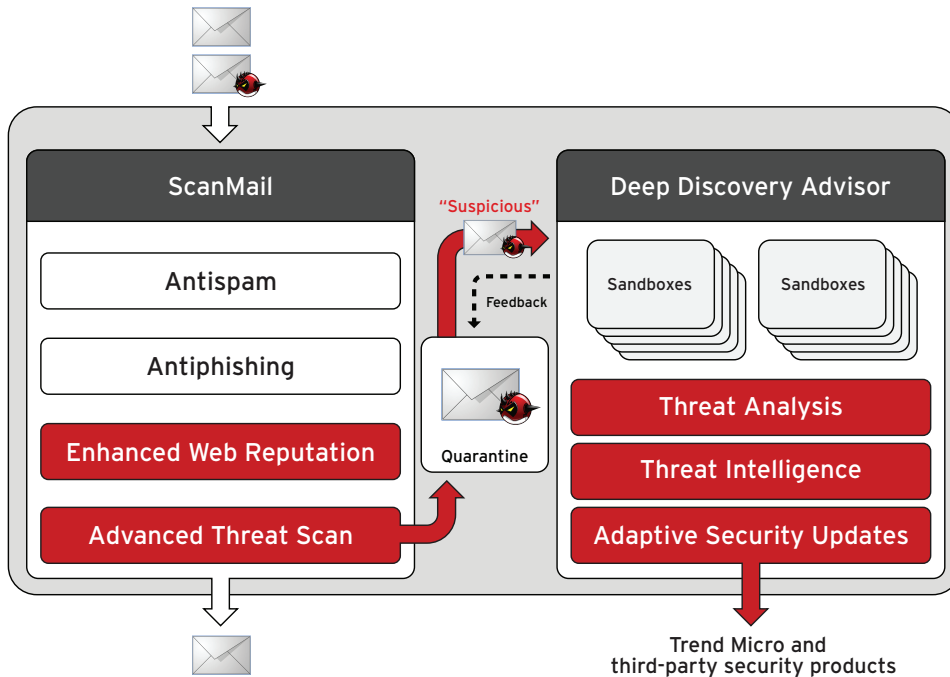 ScanMail
Antispam
Antiphishing
Enhanced Web Reputation
Advanced Threat Scan
“Suspicious”
Feedback
Quarantine
Deep Discovery Advisor
Sandboxes
Sandboxes
Threat Analysis
Threat Intelligence
Adaptive Security Updates
Trend Micro and
third-party security products